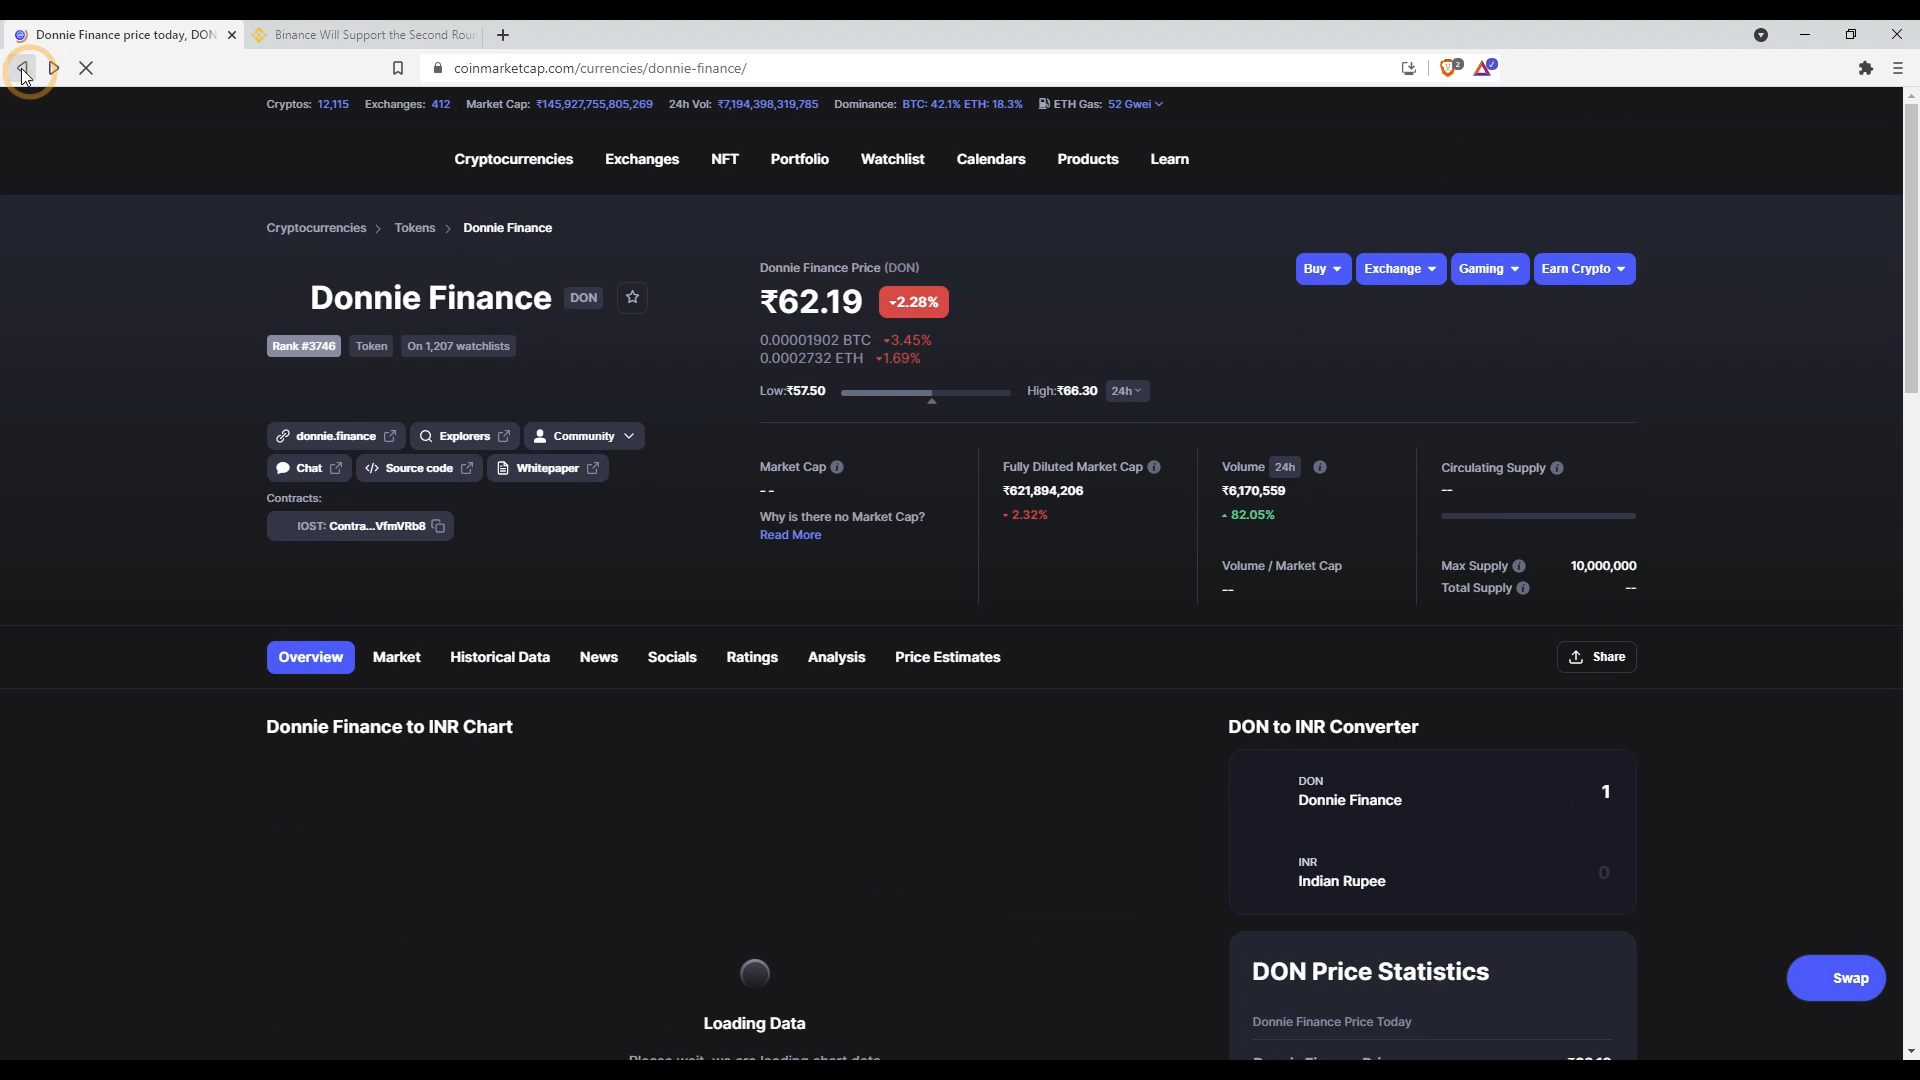 Donnie Finance price today, DON
Binance Will Support the Second Rour
coinmarketcap.com/currencies/donnie-finance/
2
Cryptos: 12,115 Exchanges: 412 Market Cap: ₹145,927,755,805,269 24h Vol: ₹7,194,398,319,785 Dominance: BTC: 42.1% ETH: 18.3% ETH Gas: 52 Gwei
Cryptocurrencies Exchanges NFT Portfolio Watchlist Calendars Products Learn
Cryptocurrencies Tokens Donnie Finance
Donnie Finance DON
Rank #3746 Token On 1,207 watchlists
donnie.finance Explorers Community
Chat Source code Whitepaper
Contracts:
IOST: Contra...VfmVRb8
Donnie Finance Price (DON)
₹62.19 2.28%
0.00001902 BTC 3.45%
0.0002732 ETH 1.69%
Low:₹57.50 High:₹66.30 24h
Buy Exchange Gaming Earn Crypto
Market Cap
--
Why is there no Market Cap?
Read More
Fully Diluted Market Cap
₹621,894,206
2.32%
Volume 24h
₹6,170,559
82.05%
Volume / Market Cap
--
Circulating Supply
--
Max Supply 10,000,000
Total Supply --
Overview Market Historical Data News Socials Ratings Analysis Price Estimates
Share
Donnie Finance to INR Chart
Loading Data
DON to INR Converter
DON
Donnie Finance 1
INR
Indian Rupee 0
DON Price Statistics
Donnie Finance Price Today
Swap